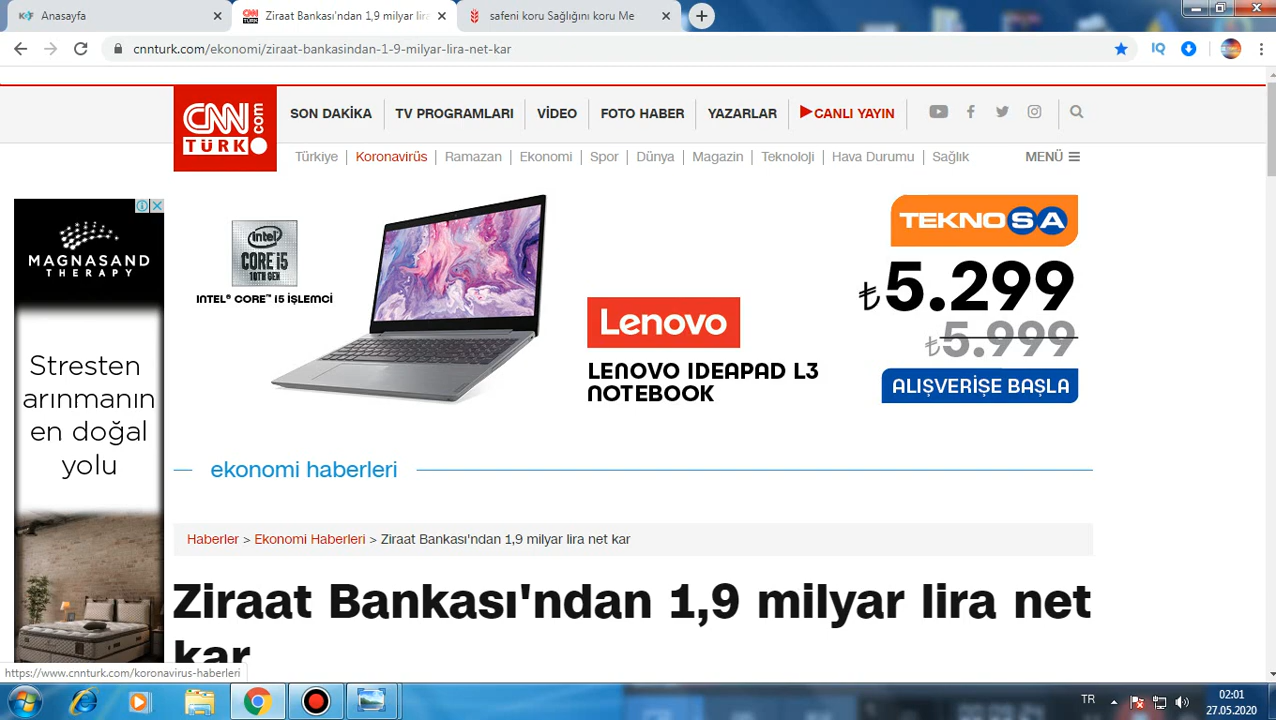 Anasayfa
Ziraat Bankası'ndan 1,9 milyar lira
safeni koru Sağlığını koru Me
cnnturk.com/ekonomi/ziraat-bankasindan-1-9-milyar-lira-net-kar
IQ
CNN TÜRK .com
SON DAKİKA
TV PROGRAMLARI
VİDEO
FOTO HABER
YAZARLAR
CANLI YAYIN
Türkiye
Koronavirüs
Ramazan
Ekonomi
Spor
Dünya
Magazin
Teknoloji
Hava Durumu
Sağlık
MENÜ
MAGNASAND
THERAPY
Stresten
arınmanın
en doğal
yolu
intel
CORE i5
10TH GEN
INTEL® CORE™ I5 İŞLEMCİ
Lenovo
LENOVO IDEAPAD L3
NOTEBOOK
TEKNOSA
₺5.299
₺5.999
ALIŞVERİŞE BAŞLA
ekonomi haberleri
Haberler > Ekonomi Haberleri > Ziraat Bankası'ndan 1,9 milyar lira net kar
Ziraat Bankası'ndan 1,9 milyar lira net
kar
https://www.cnnturk.com/koronavirus-haberleri
TR
02:01
27.05.2020